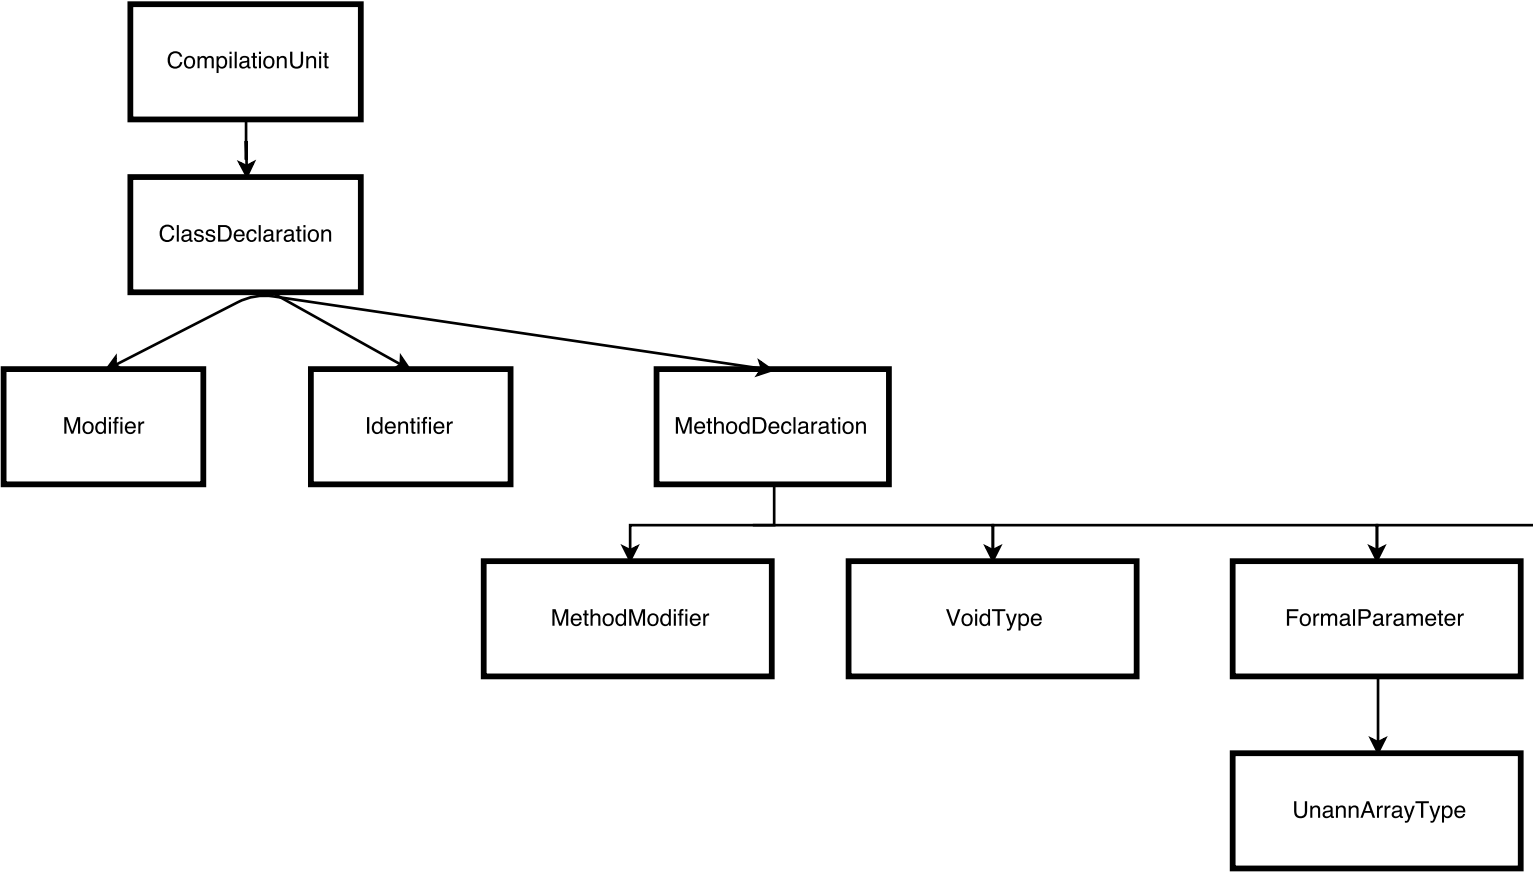 CompilationUnit
ClassDeclaration
Modifier
Identifier
MethodDeclaration
MethodModifier
VoidType
FormalParameter
UnannArrayType